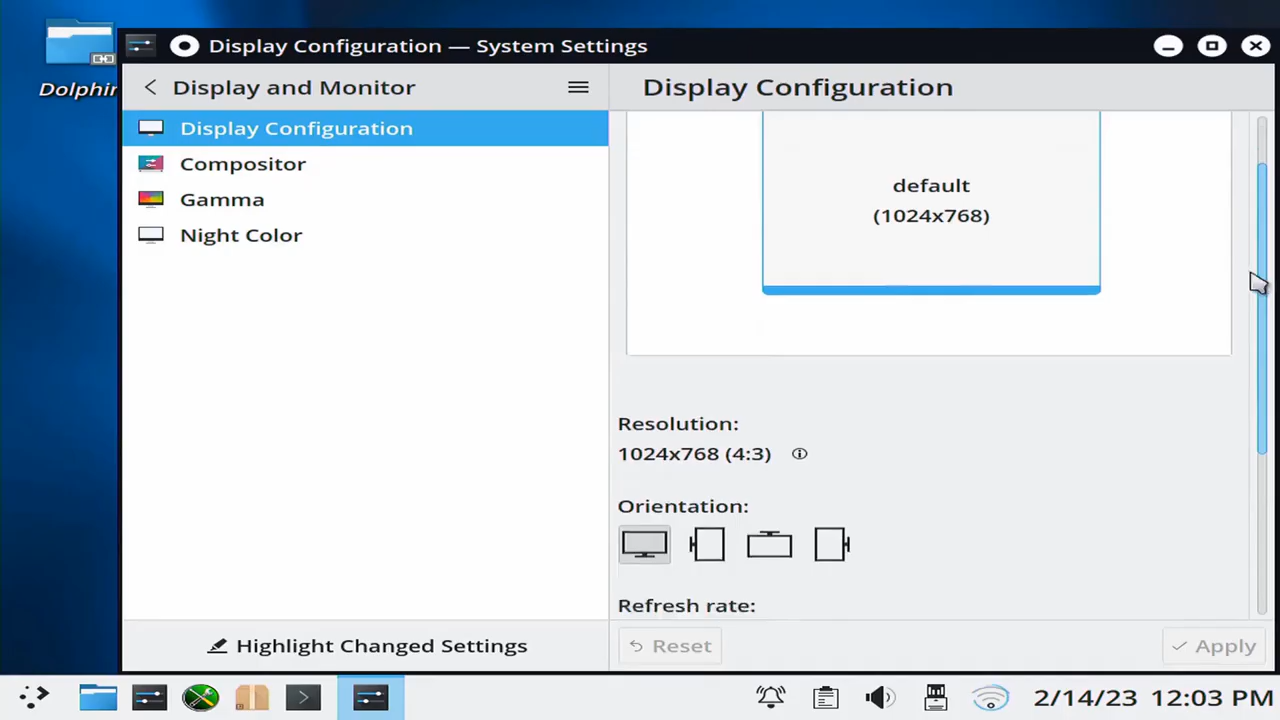 Dolphin
Display Configuration — System Settings
Display and Monitor
Display Configuration
Compositor
Gamma
Night Color
Highlight Changed Settings
Display Configuration
default
(1024x768)
Resolution:
1024x768 (4:3)
Orientation:
Refresh rate:
Reset
Apply
2/14/23 12:03 PM